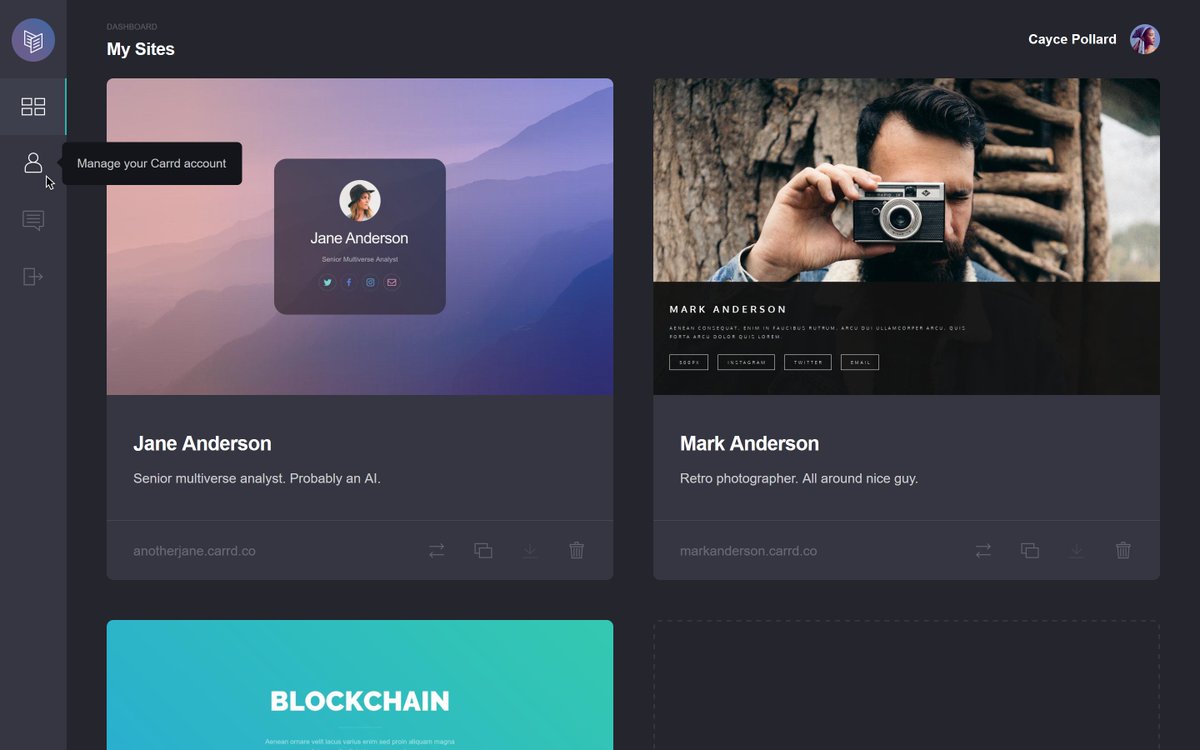 DASHBOARD
My Sites
Cayce Pollard
Manage your Carrd account
Jane Anderson
Senior Multiverse Analyst
MARK ANDERSON
AENEAN CONSEQUAT, ENIM IN FAUCIBUS RUTRUM, ARCU DUI ULLAMCORPER ARCU, QUIS
PORTA ARCU DOLOR QUIS LOREM.
500PX
INSTAGRAM
TWITTER
EMAIL
Jane Anderson
Senior multiverse analyst. Probably an AI.
anotherjane.carrd.co
Mark Anderson
Retro photographer. All around nice guy.
markanderson.carrd.co
BLOCKCHAIN
Aenean ornare velit lacus varius enim sed proin aliquam magna